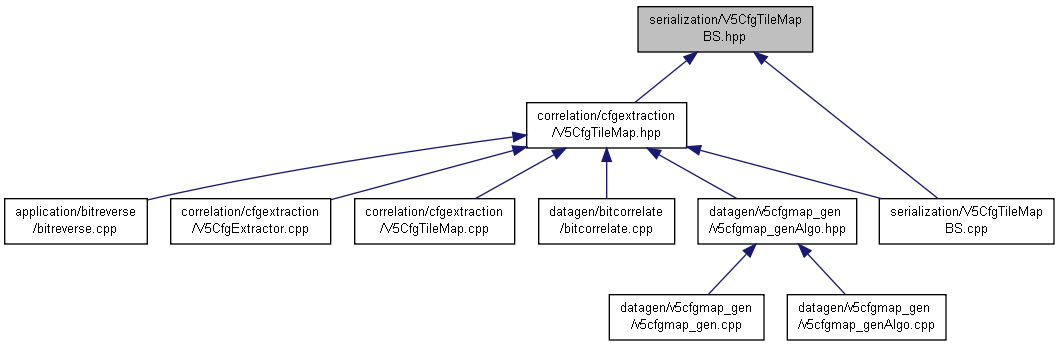 serialization/V5CfgTileMap
BS.hpp
correlation/cfgextraction
/V5CfgTileMap.hpp
application/bitreverse
/bitreverse.cpp
correlation/cfgextraction
/V5CfgExtractor.cpp
correlation/cfgextraction
/V5CfgTileMap.cpp
datagen/bitcorrelate
/bitcorrelate.cpp
datagen/v5cfgmap_gen
/v5cfgmap_genAlgo.hpp
serialization/V5CfgTileMap
BS.cpp
datagen/v5cfgmap_gen
/v5cfgmap_gen.cpp
datagen/v5cfgmap_gen
/v5cfgmap_genAlgo.cpp